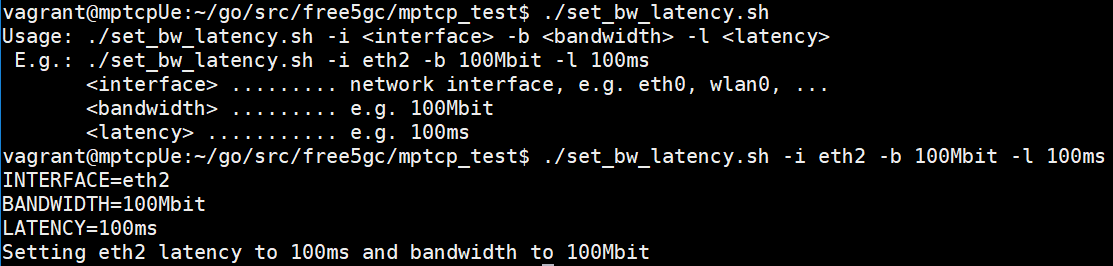 vagrant@mptcpUe:~/go/src/free5gc/mptcp_test$ ./set_bw_latency.sh
Usage: ./set_bw_latency.sh -i <interface> -b <bandwidth> -l <latency>
 E.g.: ./set_bw_latency.sh -i eth2 -b 100Mbit -l 100ms
       <interface> ......... network interface, e.g. eth0, wlan0, ...
       <bandwidth> ......... e.g. 100Mbit
       <latency> ........... e.g. 100ms
vagrant@mptcpUe:~/go/src/free5gc/mptcp_test$ ./set_bw_latency.sh -i eth2 -b 100Mbit -l 100ms
INTERFACE=eth2
BANDWIDTH=100Mbit
LATENCY=100ms
Setting eth2 latency to 100ms and bandwidth to 100Mbit